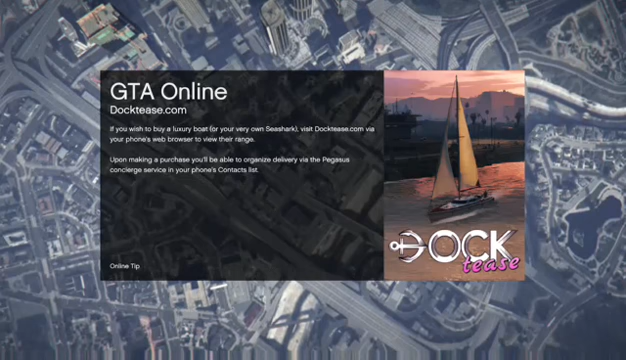 GTA Online
Docktease.com
If you wish to buy a luxury boat (or your very own Seashark), visit Docktease.com via
your phone's web browser to view their range.
Upon making a purchase you'll be able to organize delivery via the Pegasus
concierge service in your phone's Contacts list.
Online Tip
DOCK
tease